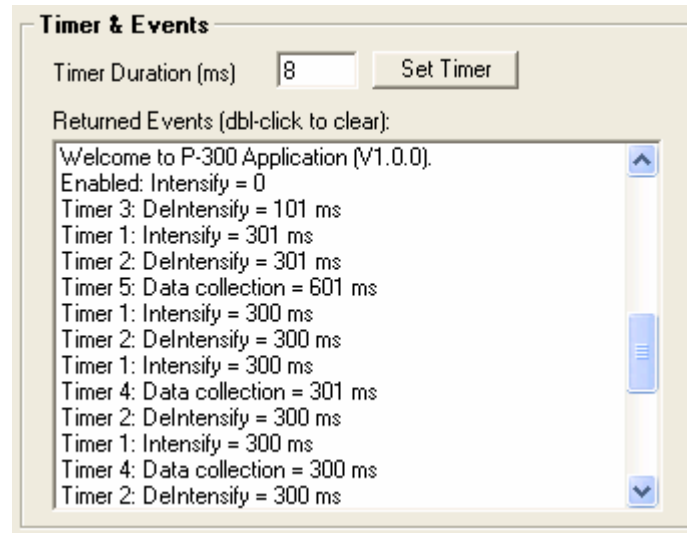 Timer & Events
Timer Duration (ms) 8 Set Timer
Returned Events (dbl-click to clear):
Welcome to P-300 Application (V1.0.0).
Enabled: Intensify = 0
Timer 3: DeIntensify = 101 ms
Timer 1: Intensify = 301 ms
Timer 2: DeIntensify = 301 ms
Timer 5: Data collection = 601 ms
Timer 1: Intensify = 300 ms
Timer 2: DeIntensify = 300 ms
Timer 1: Intensify = 300 ms
Timer 4: Data collection = 301 ms
Timer 2: DeIntensify = 300 ms
Timer 1: Intensify = 300 ms
Timer 4: Data collection = 300 ms
Timer 2: DeIntensify = 300 ms